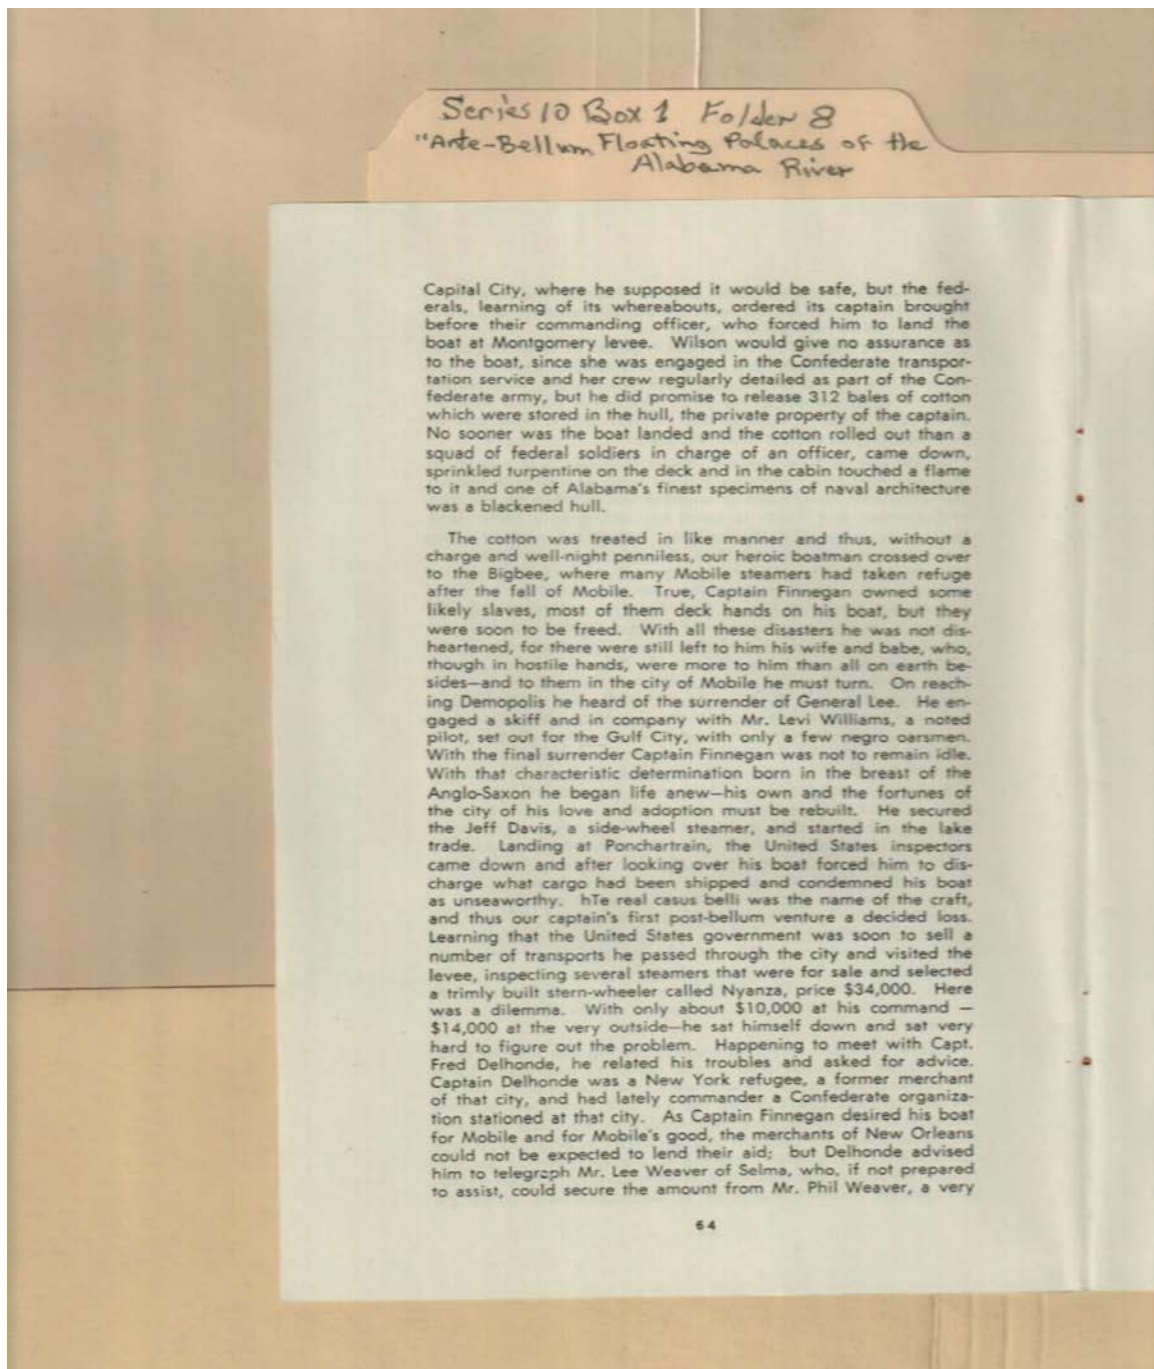 Series 10 Box 1 Folder 8
"Ante-Bellum Floating Palaces of the
Alabama River
Capital City, where he supposed it would be safe, but the fed-
erals, learning of its whereabouts, ordered its captain brought
before their commanding officer, who forced him to land the
boat at Montgomery levee. Wilson would give no assurance as
to the boat, since she was engaged in the Confederate transpor-
tation service and her crew regularly detailed as part of the Con-
federate army, but he did promise to release 312 bales of cotton
which were stored in the hull, the private property of the captain.
No sooner was the boat landed and the cotton rolled out than a
squad of federal soldiers in charge of an officer, came down,
sprinkled turpentine on the deck and in the cabin touched a flame
to it and one of Alabama's finest specimens of naval architecture
was a blackened hull.
The cotton was treated in like manner and thus, without a
charge and well-night penniless, our heroic boatman crossed over
to the Bigbee, where many Mobile steamers had taken refuge
after the fall of Mobile. True, Captain Finnegan owned some
likely slaves, most of them deck hands on his boat, but they
were soon to be freed. With all these disasters he was not dis-
heartened, for there were still left to him his wife and babe, who,
though in hostile hands, were more to him than all on earth be-
sides—and to them in the city of Mobile he must turn. On reach-
ing Demopolis he heard of the surrender of General Lee. He en-
gaged a skiff and in company with Mr. Levi Williams, a noted
pilot, set out for the Gulf City, with only a few negro oarsmen.
With the final surrender Captain Finnegan was not to remain idle.
With that characteristic determination born in the breast of the
Anglo-Saxon he began life anew—his own and the fortunes of
the city of his love and adoption must be rebuilt. He secured
the Jeff Davis, a side-wheel steamer, and started in the lake
trade. Landing at Ponchartrain, the United States inspectors
came down and after looking over his boat forced him to dis-
charge what cargo had been shipped and condemned his boat
as unseaworthy. hTe real casus belli was the name of the craft,
and thus our captain's first post-bellum venture a decided loss.
Learning that the United States government was soon to sell a
number of transports he passed through the city and visited the
levee, inspecting several steamers that were for sale and selected
a trimly built stern-wheeler called Nyanza, price $34,000. Here
was a dilemma. With only about $10,000 at his command —
$14,000 at the very outside—he sat himself down and sat very
hard to figure out the problem. Happening to meet with Capt.
Fred Delhonde, he related his troubles and asked for advice.
Captain Delhonde was a New York refugee, a former merchant
of that city, and had lately commander a Confederate organiza-
tion stationed at that city. As Captain Finnegan desired his boat
for Mobile and for Mobile's good, the merchants of New Orleans
could not be expected to lend their aid; but Delhonde advised
him to telegraph Mr. Lee Weaver of Selma, who, if not prepared
to assist, could secure the amount from Mr. Phil Weaver, a very
64